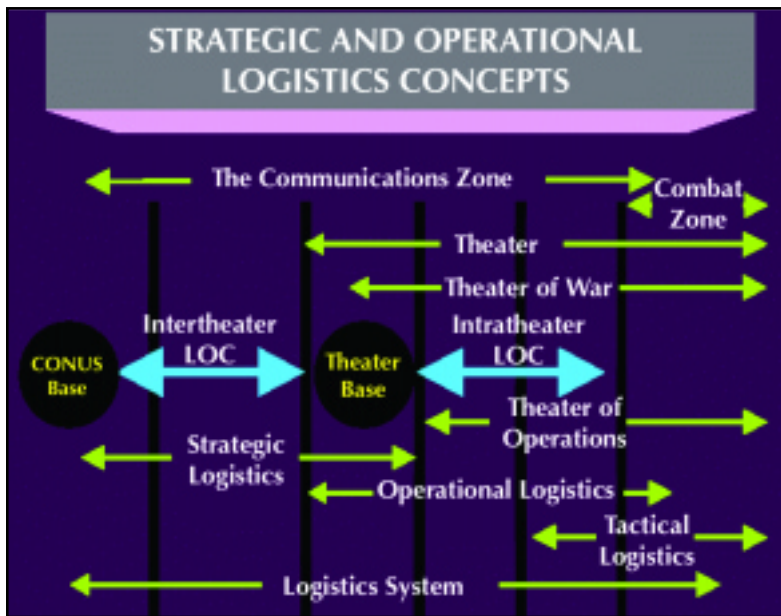 STRATEGIC AND OPERATIONAL
LOGISTICS CONCEPTS
The Communications Zone
Combat
Zone
Theater
Theater of War
Intertheater
LOC
Intratheater
LOC
CONUS
Base
Theater
Base
Theater of
Operations
Strategic
Logistics
Operational Logistics
Tactical
Logistics
Logistics System